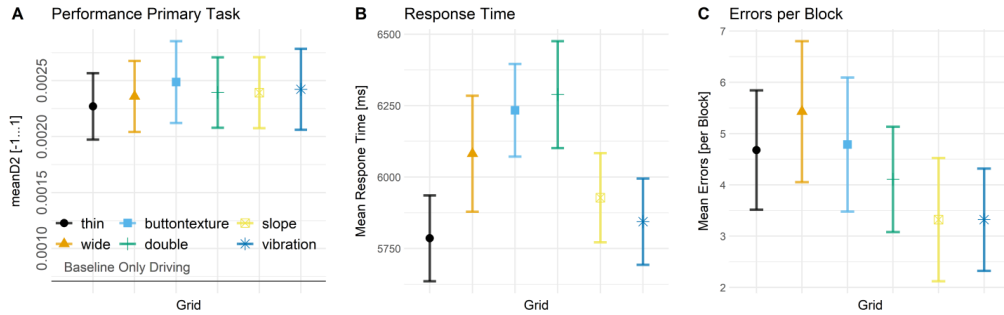 A Performance Primary Task
meanD2 [-1...1]
0.0025
0.0020
0.0015
0.0010
thin
buttontexture
slope
wide
double
vibration
Baseline Only Driving
Grid
B Response Time
Mean Respone Time [ms]
6500
6250
6000
5750
Grid
C Errors per Block
Mean Errors [per Block]
7
6
5
4
3
2
Grid